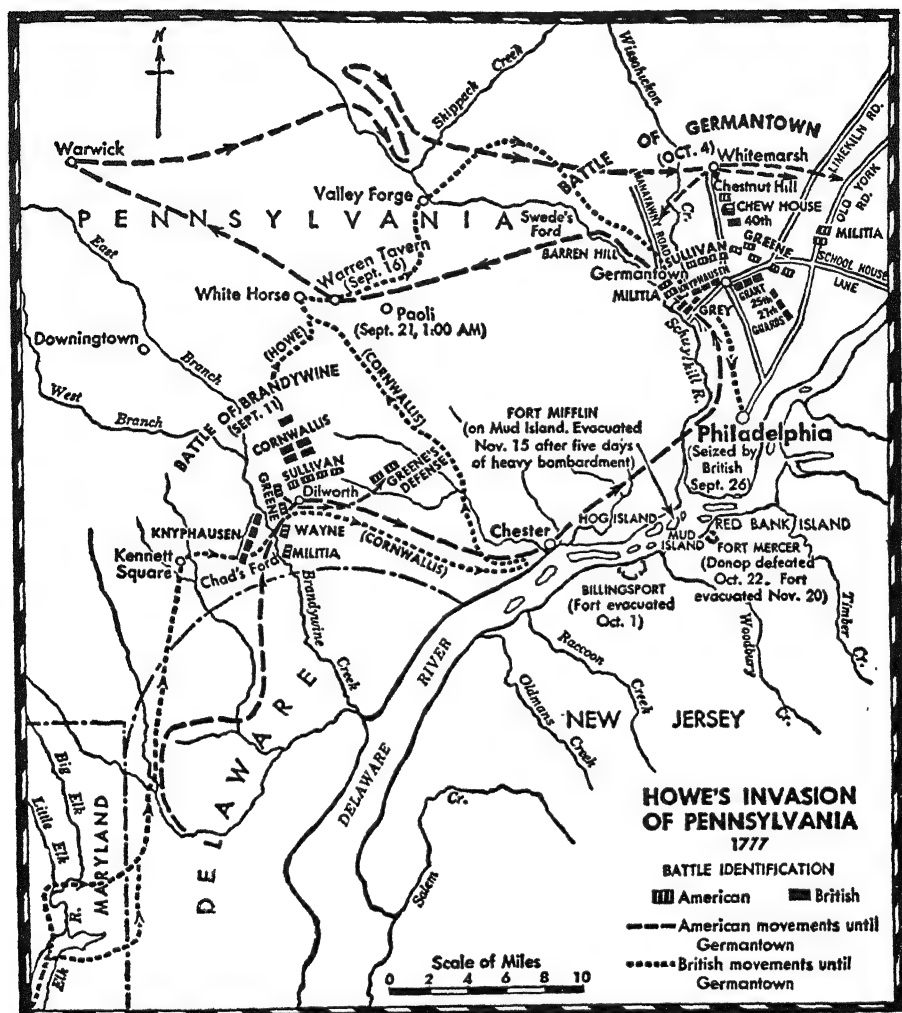 N
Shippack Creek
Wissahickon
Cr.
BATTLE OF GERMANTOWN
(OCT. 4)
LIMEKILN RD.
OLD YORK RD.
Warwick
Whitemarsh
Chestnut Hill
CHEW HOUSE
40th
MANATAWNY ROAD
Valley Forge
PENNSYLVANIA
Swede's
Ford
SULLIVAN
GREENE
MILITIA
SCHOOL HOUSE
LANE
East
Branch
Warren Tavern
(Sept. 16)
BARREN HILL
Germantown
KNYPHAUSEN
MILITIA
GREY
GRANT
25th
27th
GUARDS
White Horse
Paoli
(Sept. 21, 1:00 AM)
Schuylkill R.
Downingtown
(HOWE)
(CORNWALLIS)
West
Branch
BATTLE OF BRANDYWINE
(SEPT. 11)
CORNWALLIS
SULLIVAN
GREENE
GREENE'S
DEFENSE
Dilworth
FORT MIFFLIN
(on Mud Island. Evacuated
Nov. 15 after five days
of heavy bombardment)
Philadelphia
(Seized by
British
Sept. 26)
KNYPHAUSEN
WAYNE
MILITIA
(CORNWALLIS)
Chester
HOG ISLAND
MUD
ISLAND
RED BANK ISLAND
FORT MERCER
(Donop defeated
Oct. 22. Fort
evacuated Nov. 20)
Kennett
Square
Chad's Ford
BILLINGSPORT
(Fort evacuated
Oct. 1)
Brandywine
Creek
Timber
Cr.
Woodbury
Cr.
Raccoon
Creek
Oldmans
Creek
DELAWARE
RIVER
NEW JERSEY
DELAWARE
Big
Elk
Little
Elk
MARYLAND
Elk
R.
Salem
Cr.
HOWE'S INVASION
OF PENNSYLVANIA
1777
BATTLE IDENTIFICATION
American
British
American movements until
Germantown
British movements until
Germantown
Scale of Miles
0 2 4 6 8 10